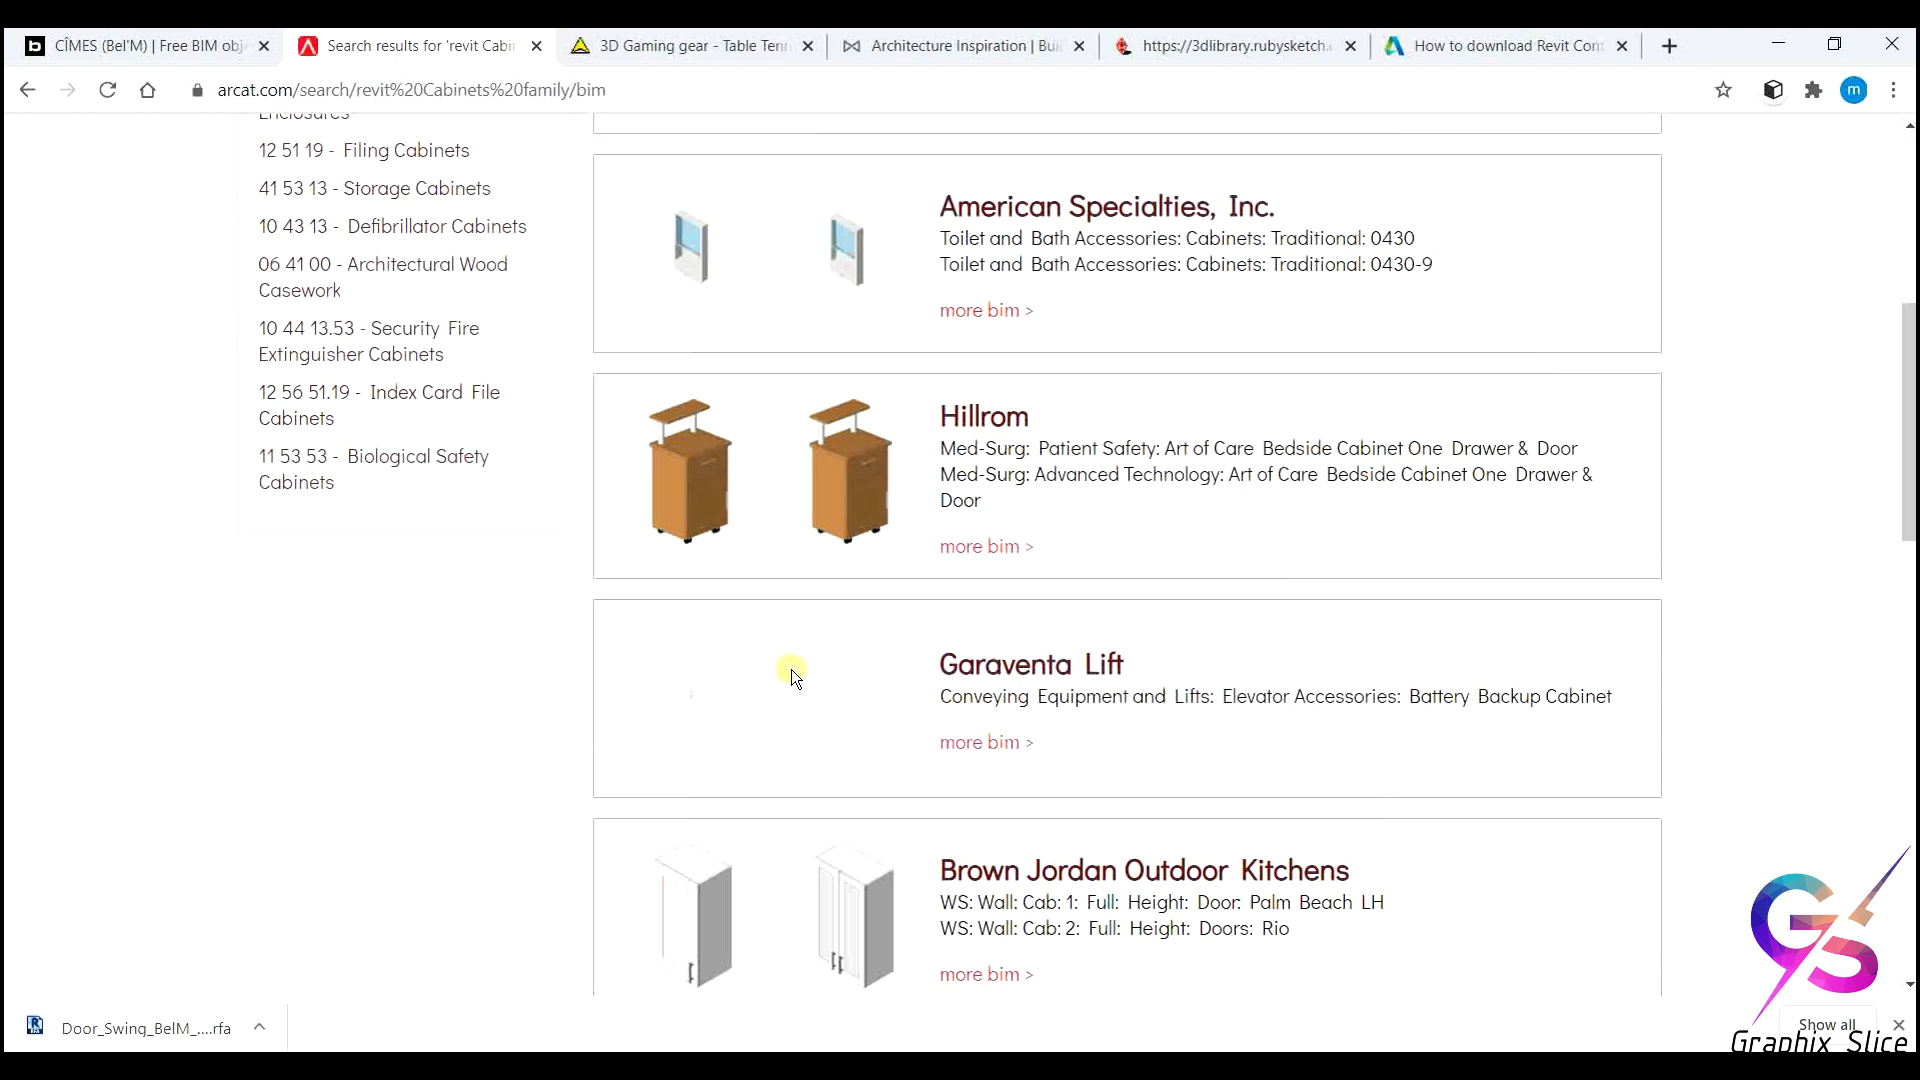 CÎMES (Bel'M) | Free BIM obj
Search results for 'revit Cabin
3D Gaming gear - Table Tenn
Architecture Inspiration | Bui
https://3dlibrary.rubysketch.c
How to download Revit Cont
arcat.com/search/revit%20Cabinets%20family/bim
m
Enclosures
12 51 19 - Filing Cabinets
41 53 13 - Storage Cabinets
10 43 13 - Defibrillator Cabinets
06 41 00 - Architectural Wood
Casework
10 44 13.53 - Security Fire
Extinguisher Cabinets
12 56 51.19 - Index Card File
Cabinets
11 53 53 - Biological Safety
Cabinets
American Specialties, Inc.
Toilet and Bath Accessories: Cabinets: Traditional: 0430
Toilet and Bath Accessories: Cabinets: Traditional: 0430-9
more bim >
Hillrom
Med-Surg: Patient Safety: Art of Care Bedside Cabinet One Drawer & Door
Med-Surg: Advanced Technology: Art of Care Bedside Cabinet One Drawer &
Door
more bim >
Garaventa Lift
Conveying Equipment and Lifts: Elevator Accessories: Battery Backup Cabinet
more bim >
Brown Jordan Outdoor Kitchens
WS: Wall: Cab: 1: Full: Height: Door: Palm Beach LH
WS: Wall: Cab: 2: Full: Height: Doors: Rio
more bim >
GS
Graphix Slice
Door_Swing_BelM_....rfa
Show all